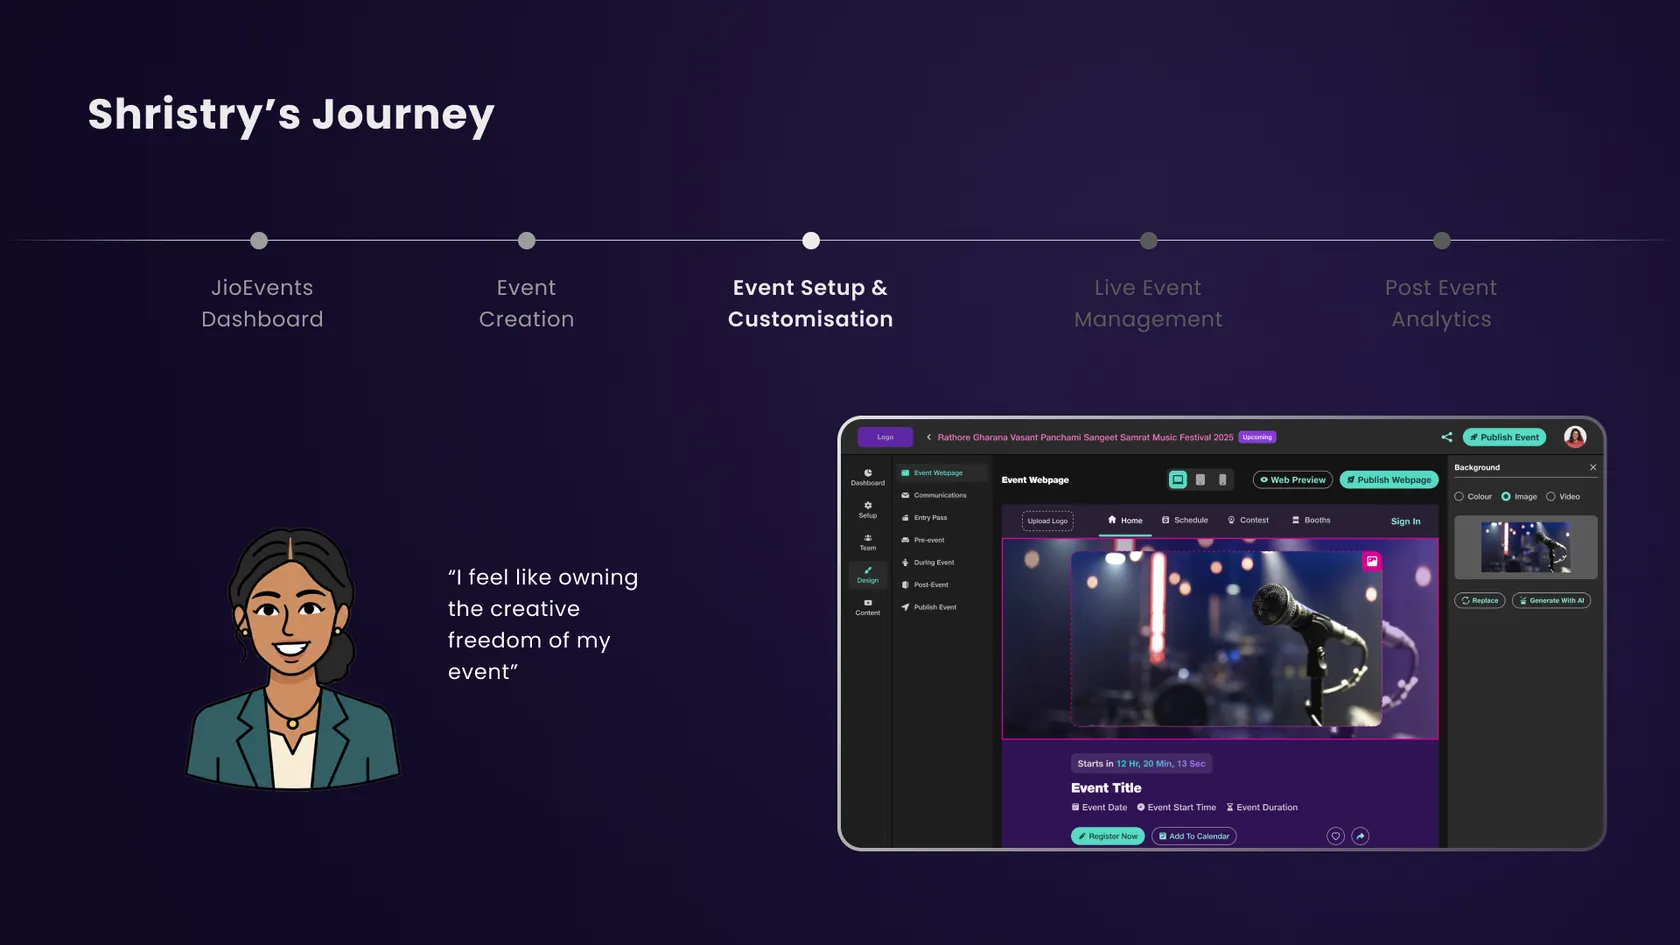 Shristry’s Journey
JioEvents
Dashboard
Event
Creation
Event Setup &
Customisation
Live Event
Management
Post Event
Analytics
“I feel like owning
the creative
freedom of my
event”
Logo
Rathore Gharana Vasant Panchami Sangeet Samrat Music Festival 2025
Upcoming
Publish Event
Dashboard
Setup
Team
Design
Content
Event Webpage
Communications
Entry Pass
Pre-event
During Event
Post-Event
Publish Event
Event Webpage
Web Preview
Publish Webpage
Upload Logo
Home
Schedule
Contest
Booths
Sign In
Starts in 12 Hr, 20 Min, 13 Sec
Event Title
Event Date
Event Start Time
Event Duration
Register Now
Add To Calendar
Background
Colour
Image
Video
Replace
Generate With AI